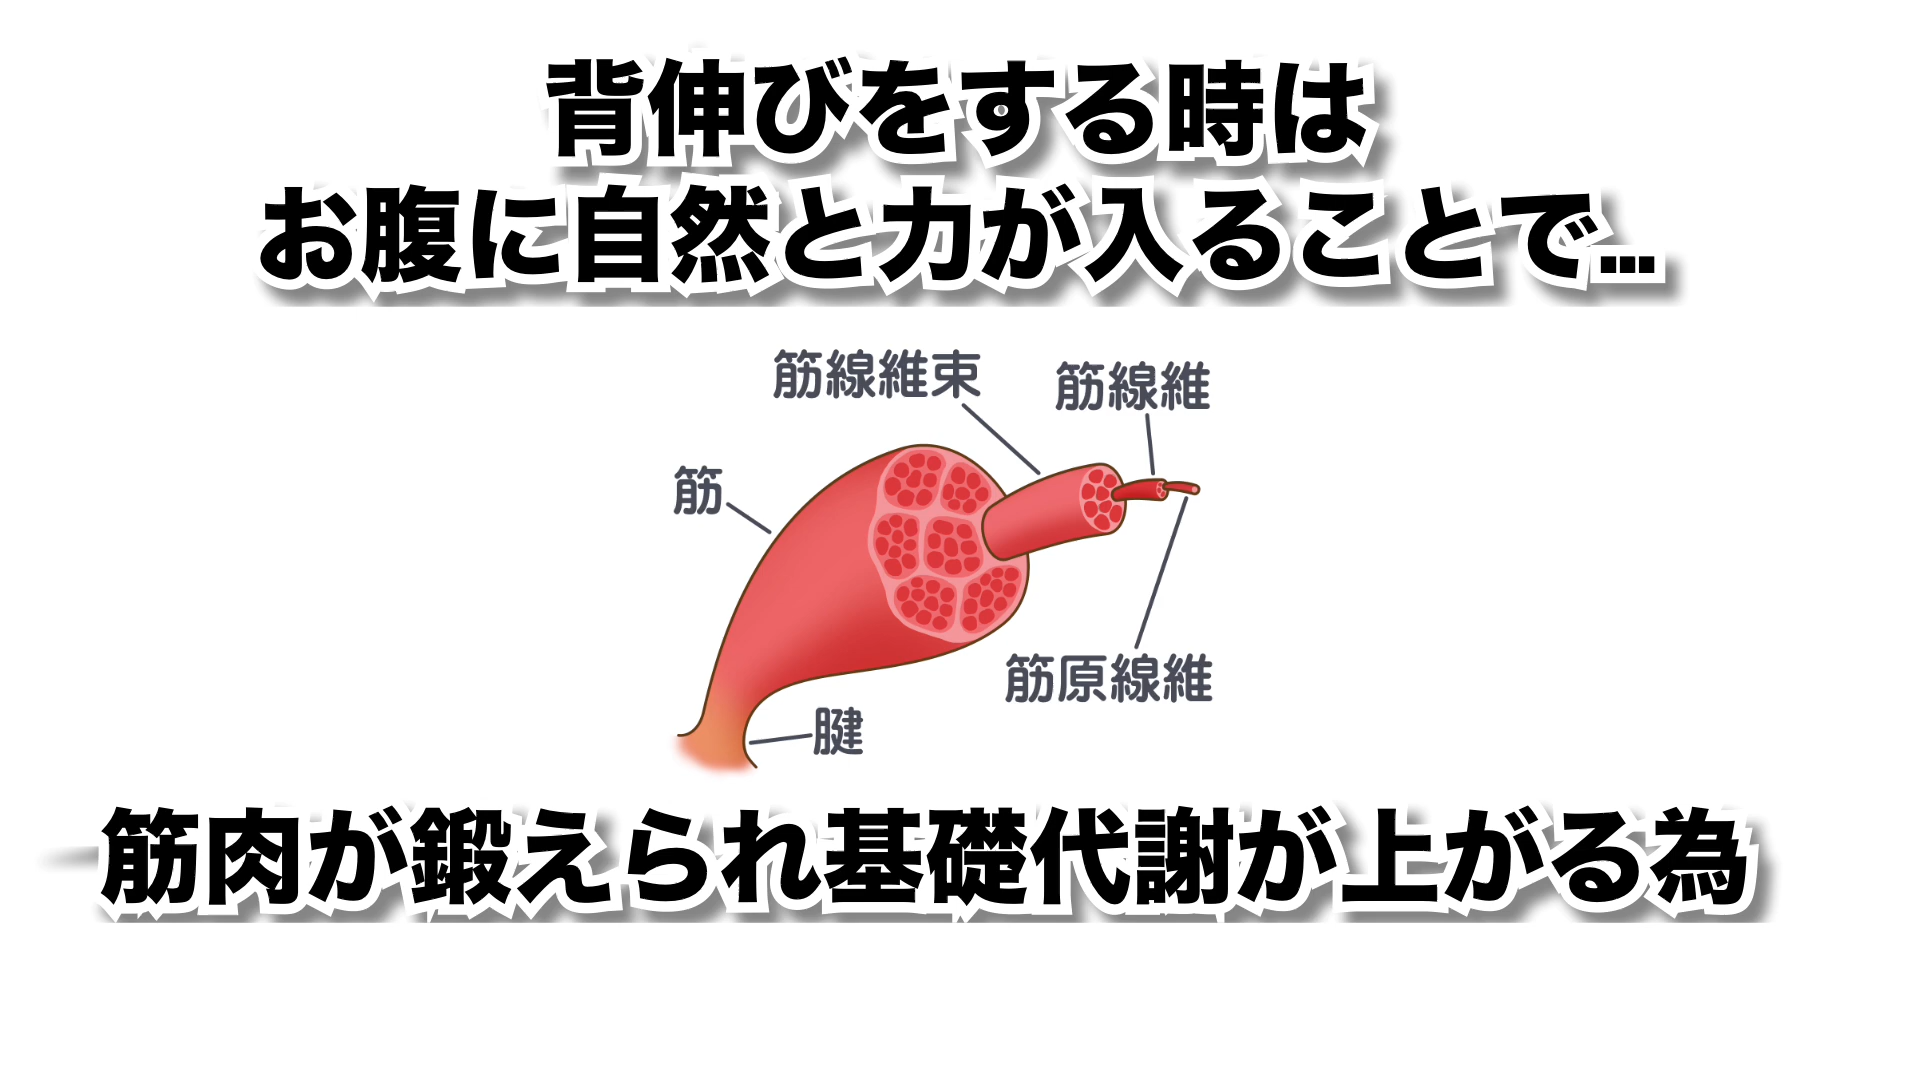 背伸びをする時は
お腹に自然と力が入ることで...
筋線維束
筋線維
筋
筋原線維
腱
筋肉が鍛えられ基礎代謝が上がる為